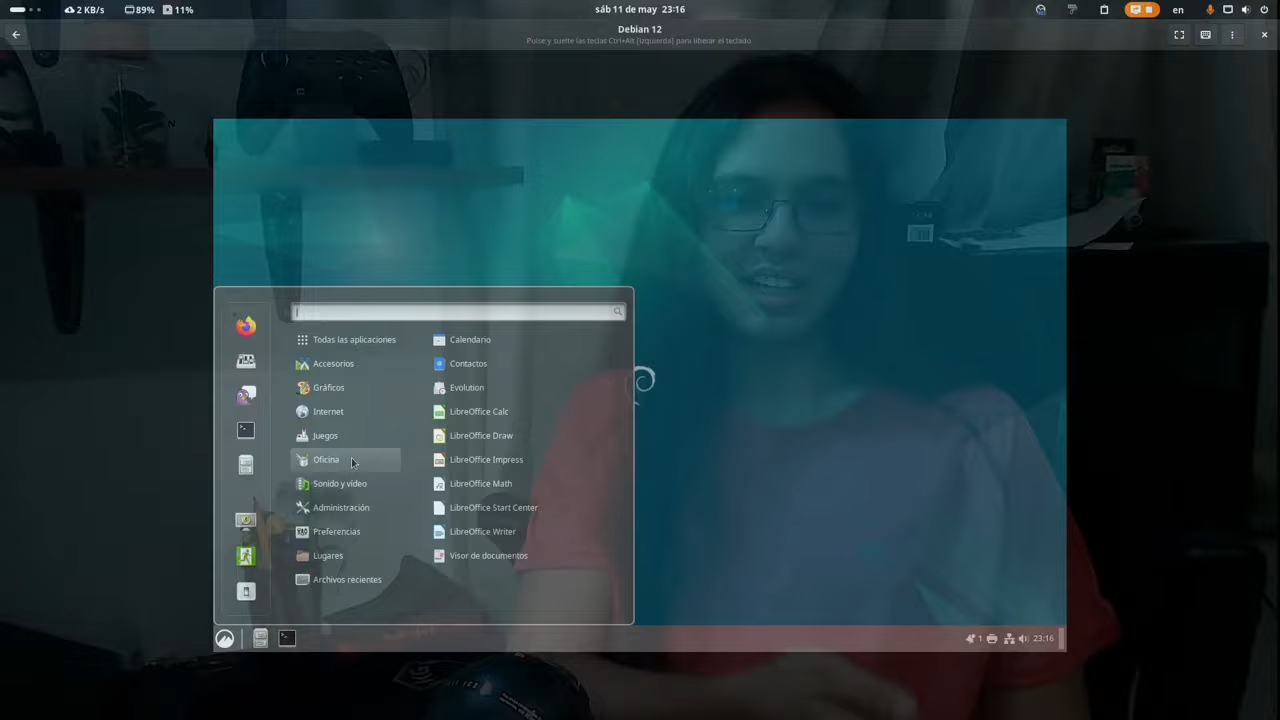 2 KB/s 89% 11% sáb 11 de may 23:16 en
Debian 12
Pulse y suelte las teclas Ctrl+Alt [Izquierda] para liberar el teclado
Todas las aplicaciones Calendario
Accesorios Contactos
Gráficos Evolution
Internet LibreOffice Calc
Juegos LibreOffice Draw
Oficina LibreOffice Impress
Sonido y vídeo LibreOffice Math
Administración LibreOffice Start Center
Preferencias LibreOffice Writer
Lugares Visor de documentos
Archivos recientes
1 23:16